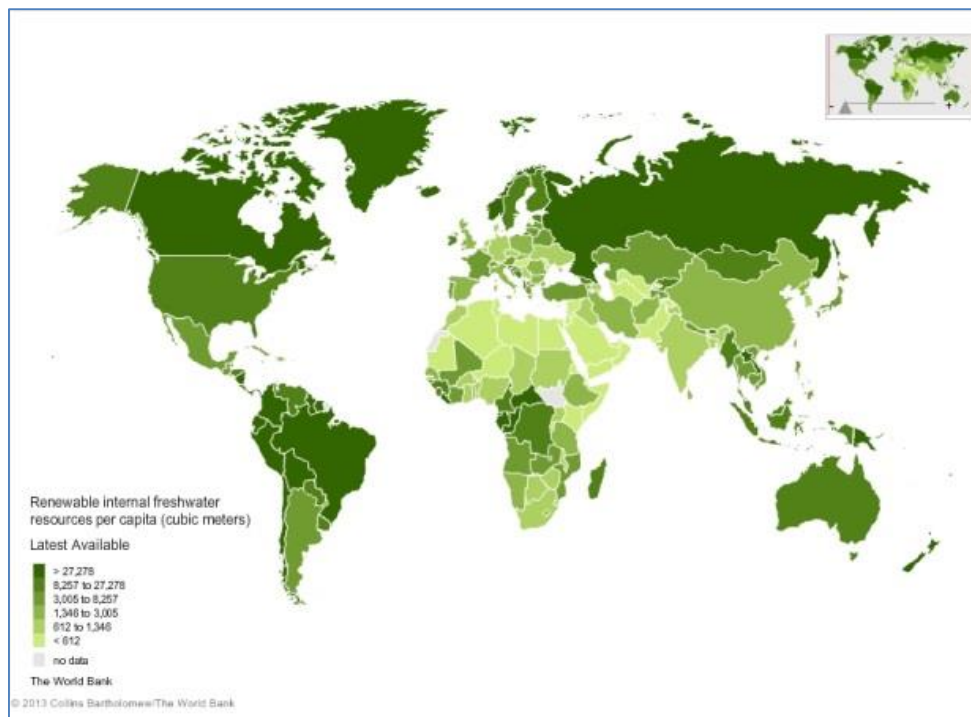 - +
Renewable internal freshwater
resources per capita (cubic meters)
Latest Available
> 27,278
8,257 to 27,278
3,005 to 8,257
1,346 to 3,005
612 to 1,346
< 612
no data
The World Bank
© 2013 Collins Bartholomew/The World Bank